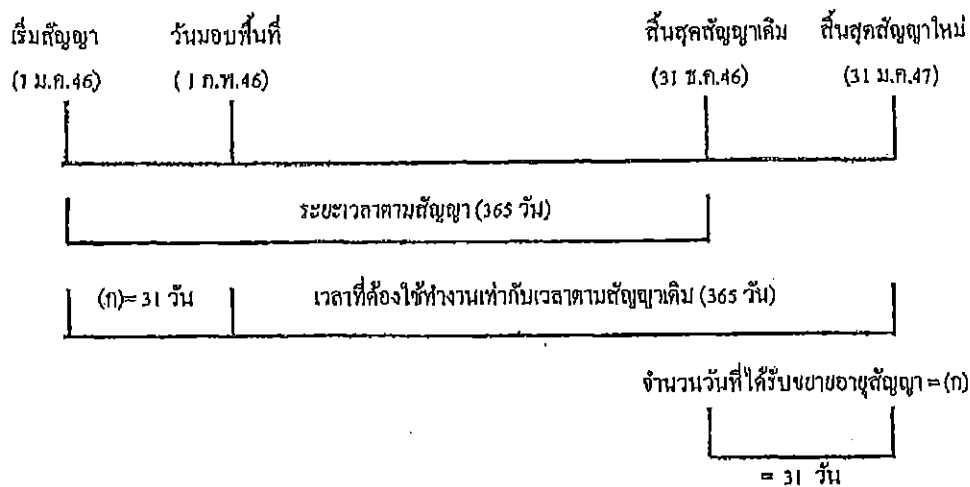 เริ่มสัญญา วันมอบพื้นที่ สิ้นสุดสัญญาเดิม สิ้นสุดสัญญาใหม่
(1 ม.ค.46) (1 ก.พ.46) (31 ธ.ค.46) (31 ม.ค.47)
ระยะเวลาตามสัญญา (365 วัน)
(ก)= 31 วัน เวลาที่ต้องใช้ทำงานเท่ากับเวลาตามสัญญาเดิม (365 วัน)
จำนวนวันที่ได้รับขยายอายุสัญญา = (ก)
= 31 วัน